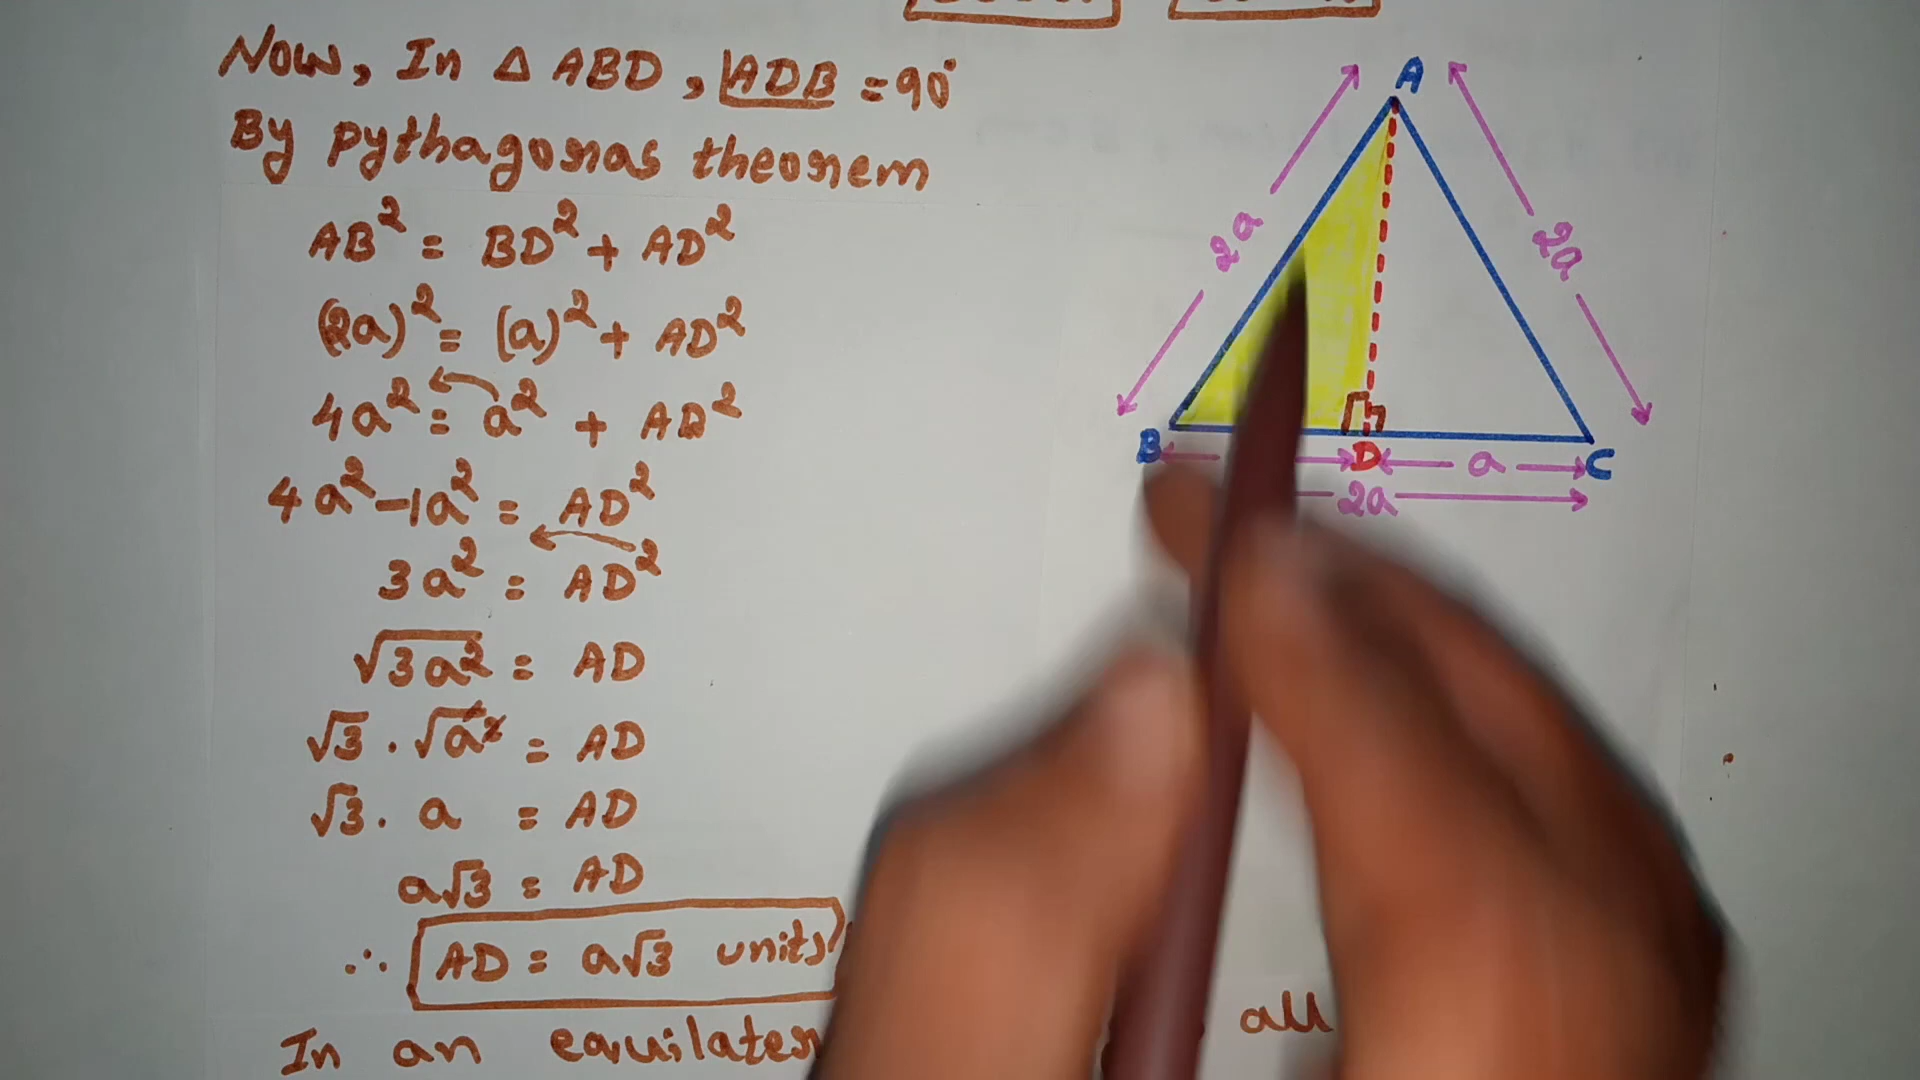 Now, In △ ABD, ∠ADB = 90°
By pythagoras theorem
AB² = BD² + AD²
(2a)² = (a)² + AD²
4a² = a² + AD²
4a² - 1a² = AD²
3a² = AD²
√3a² = AD
√3 . √a² = AD
√3 . a = AD
a√3 = AD
∴ AD = a√3 units
In an all
A
2a
2a
B
D
a
C
2a